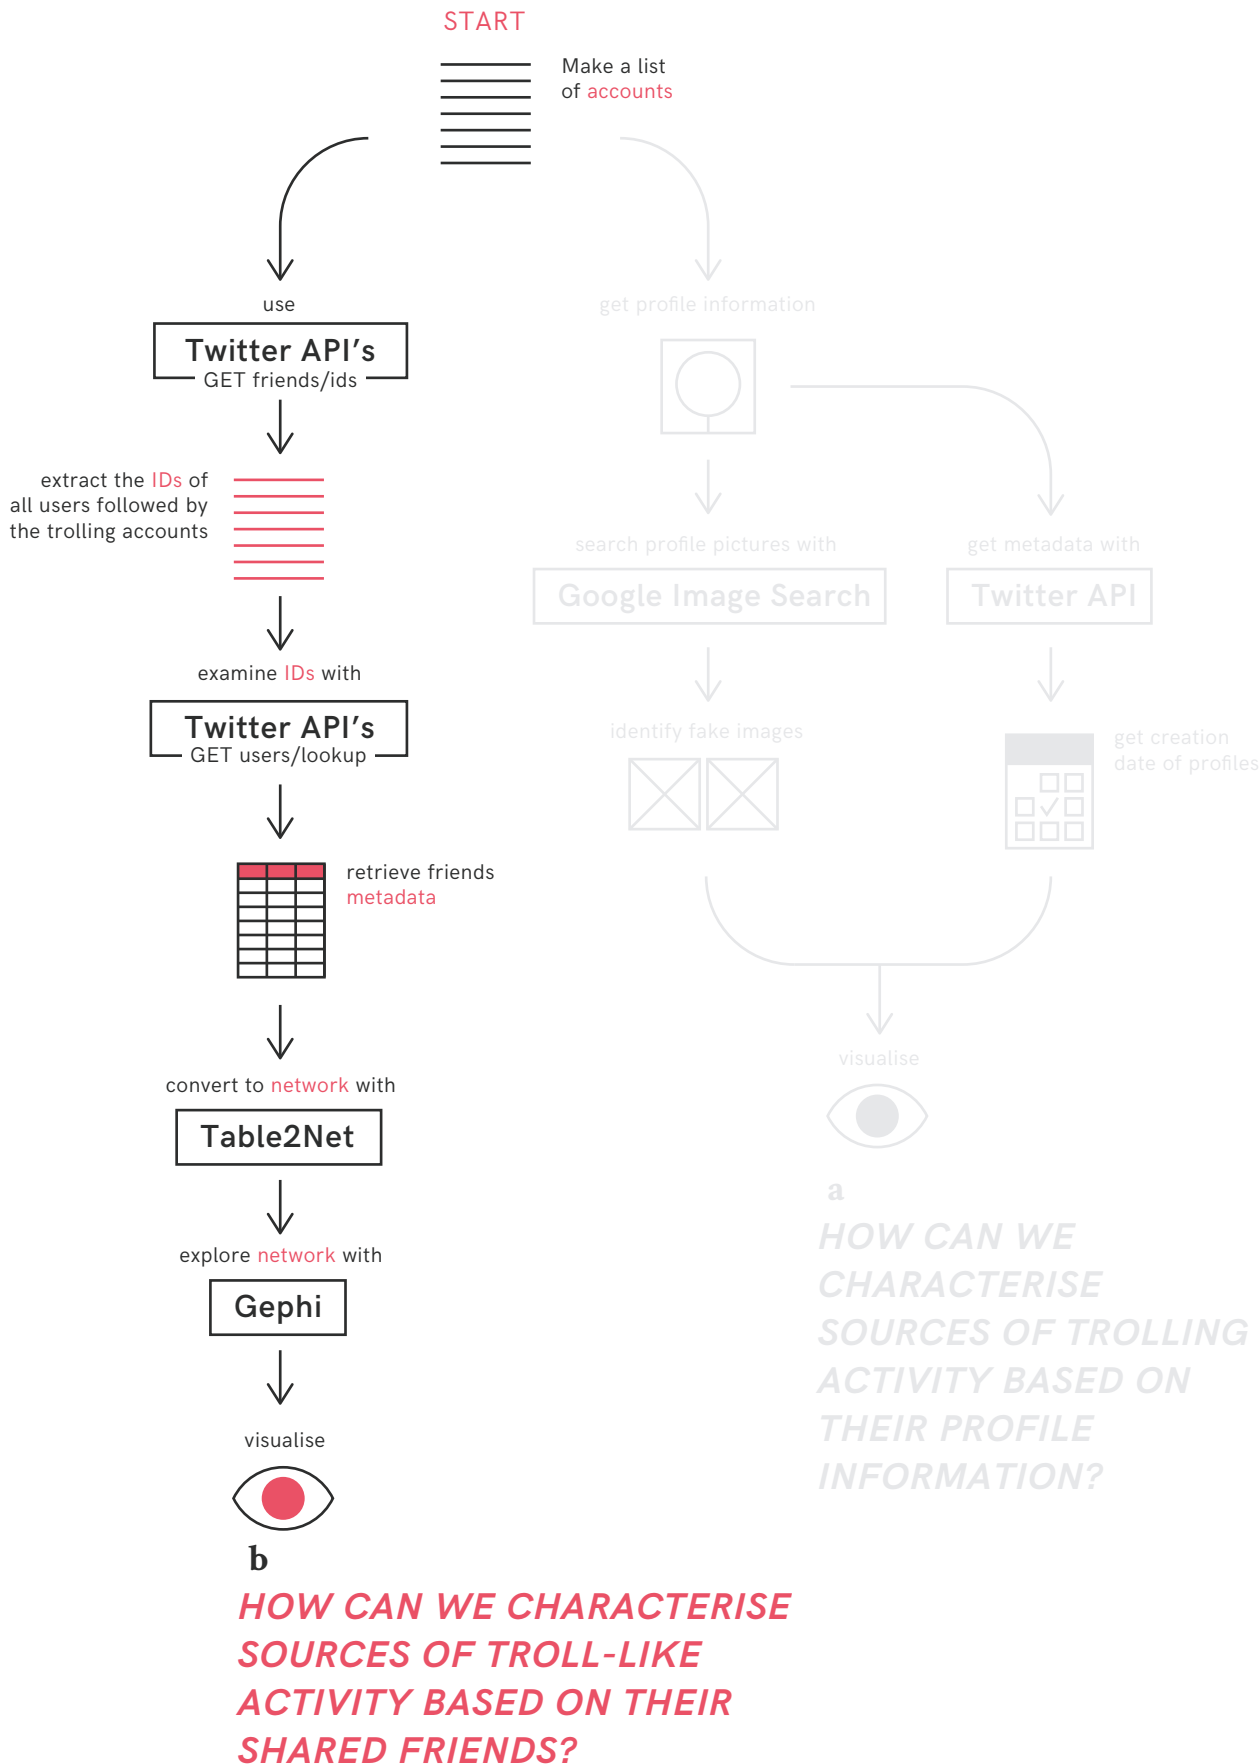 START
Make a list
of accounts
use
Twitter API's
GET friends/ids
extract the IDs of
all users followed by
the trolling accounts
examine IDs with
Twitter API's
GET users/lookup
retrieve friends
metadata
convert to network with
Table2Net
explore network with
Gephi
visualise
b
HOW CAN WE CHARACTERISE
SOURCES OF TROLL-LIKE
ACTIVITY BASED ON THEIR
SHARED FRIENDS?
get profile information
search profile pictures with
Google Image Search
identify fake images
get metadata with
Twitter API
get creation
date of profiles
visualise
a
HOW CAN WE
CHARACTERISE
SOURCES OF TROLLING
ACTIVITY BASED ON
THEIR PROFILE
INFORMATION?